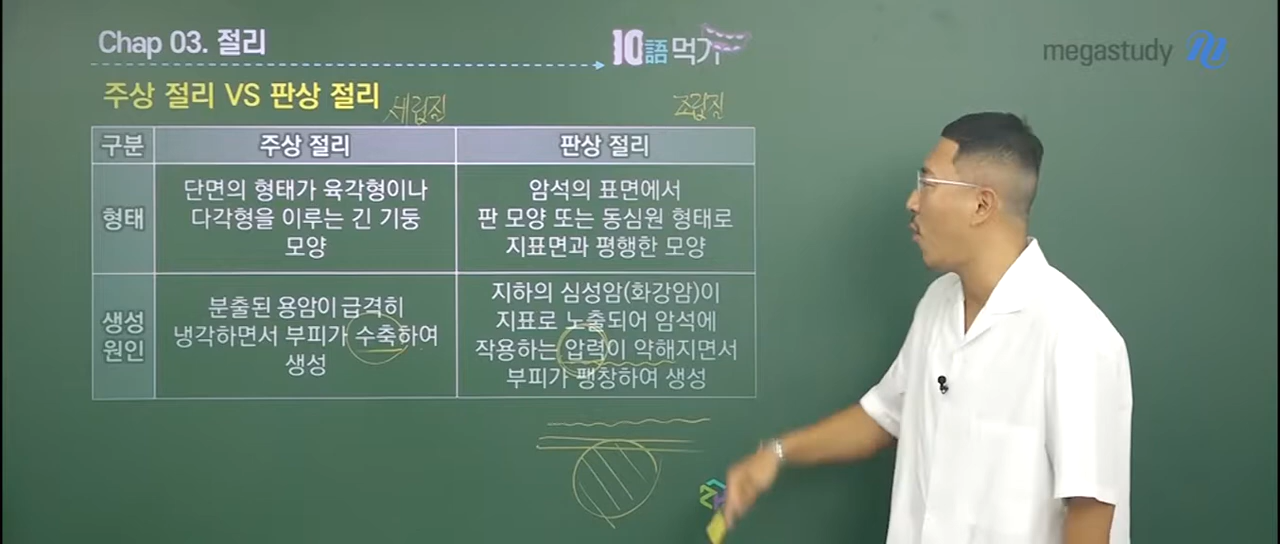 Chap 03. 절리
10語먹기
megastudy
주상 절리 VS 판상 절리
세립질
조립질
구분
주상 절리
판상 절리
형태
단면의 형태가 육각형이나
다각형을 이루는 긴 기둥
모양
암석의 표면에서
판 모양 또는 동심원 형태로
지표면과 평행한 모양
생성
원인
분출된 용암이 급격히
냉각하면서 부피가 수축하여
생성
지하의 심성암(화강암)이
지표로 노출되어 암석에
작용하는 압력이 약해지면서
부피가 팽창하여 생성